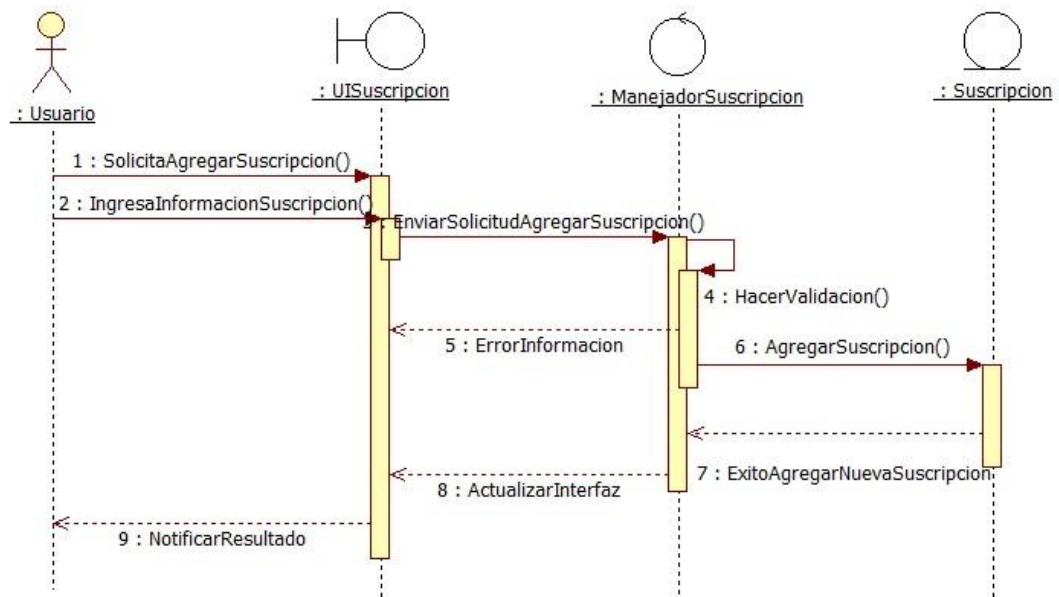 : Usuario
: UISuscripcion
: ManejadorSuscripcion
: Suscripcion
1 : SolicitaAgregarSuscripcion()
2 : IngresaInformacionSuscripcion()
: EnviarSolicitudAgregarSuscripcion()
4 : HacerValidacion()
5 : ErrorInformacion
6 : AgregarSuscripcion()
7 : ExitoAgregarNuevaSuscripcion
8 : ActualizarInterfaz
9 : NotificarResultado